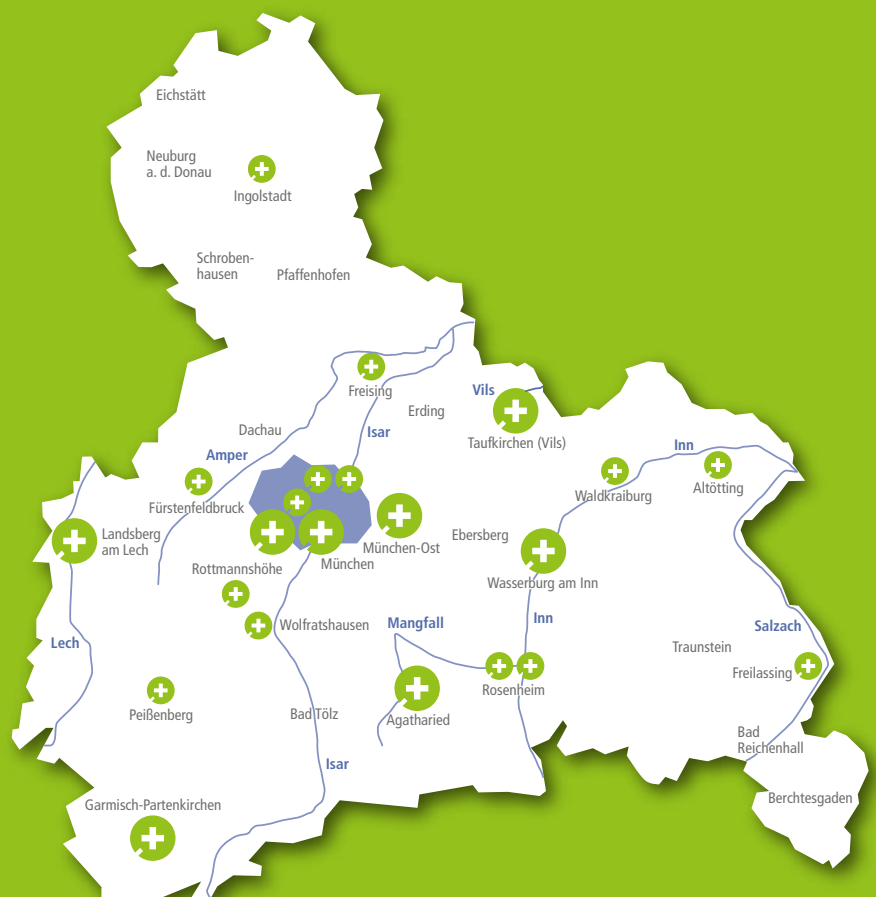 Eichstätt
Neuburg
a. d. Donau
Ingolstadt
Schroben-
hausen
Pfaffenhofen
Freising
Vils
Erding
Dachau
Isar
Taufkirchen (Vils)
Amper
Inn
Fürstenfeldbruck
Waldkraiburg
Altötting
Landsberg
am Lech
Ebersberg
München-Ost
München
Rottmannshöhe
Wasserburg am Inn
Wolfratshausen
Mangfall
Inn
Salzach
Lech
Traunstein
Freilassing
Rosenheim
Peißenberg
Bad Tölz
Agatharied
Bad
Reichenhall
Isar
Berchtesgaden
Garmisch-Partenkirchen